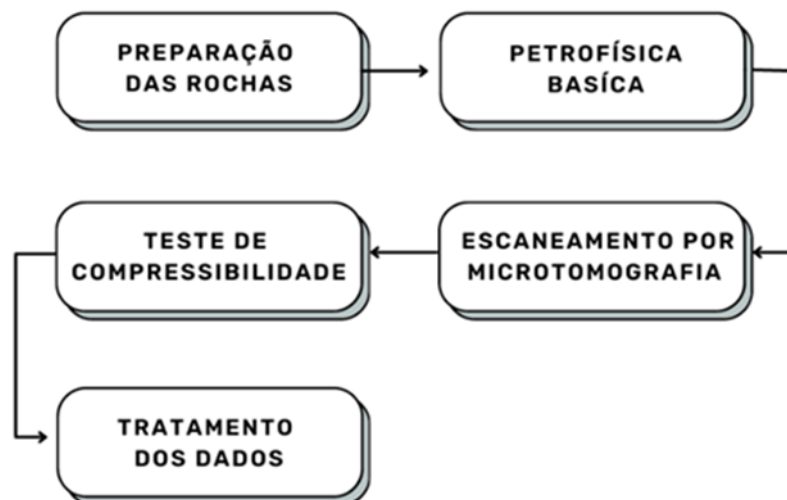 PREPARAÇÃO
DAS ROCHAS
PETROFÍSICA
BASÍCA
ESCANEAMENTO POR
MICROTOMOGRAFIA
TESTE DE
COMPRESSIBILIDADE
TRATAMENTO
DOS DADOS